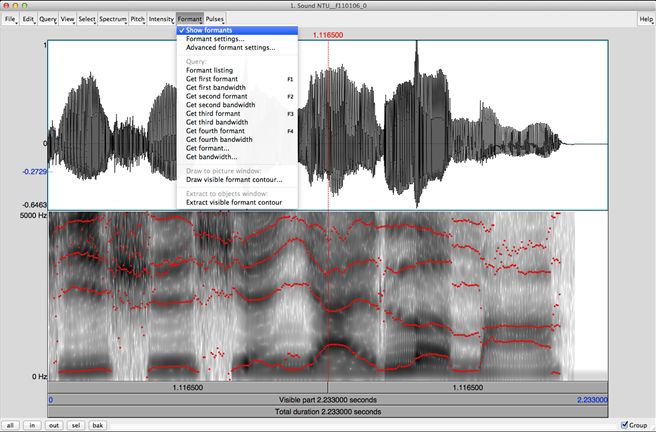 1. Sound NTU__f110106_0
File Edit Query View Select Spectrum Pitch Intensity Formant Pulses Help
1.116500
✓ Show formants
Formant settings...
Advanced formant settings...
Query:
Formant listing
Get first formant F1
Get first bandwidth
Get second formant F2
Get second bandwidth
Get third formant F3
Get third bandwidth
Get fourth formant F4
Get fourth bandwidth
Get formant...
Get bandwidth...
Draw to picture window:
Draw visible formant contour...
Extract to objects window:
Extract visible formant contour
1
0
-0.2729
-0.6463
5000 Hz
0 Hz
1.116500 1.116500
0 Visible part 2.233000 seconds 2.233000
Total duration 2.233000 seconds
all in out sel bak Group